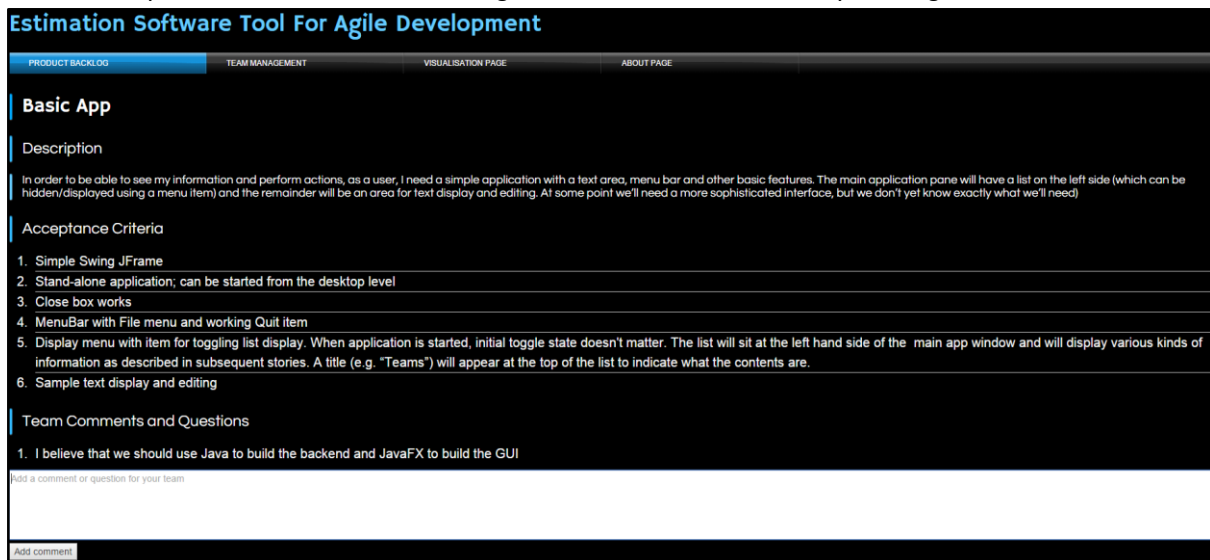 Estimation Software Tool For Agile Development
PRODUCT BACKLOG TEAM MANAGEMENT VISUALISATION PAGE ABOUT PAGE
Basic App
Description
In order to be able to see my information and perform actions, as a user, I need a simple application with a text area, menu bar and other basic features. The main application pane will have a list on the left side (which can be
hidden/displayed using a menu item) and the remainder will be an area for text display and editing. At some point we'll need a more sophisticated interface, but we don't yet know exactly what we'll need)
Acceptance Criteria
1. Simple Swing JFrame
2. Stand-alone application; can be started from the desktop level
3. Close box works
4. MenuBar with File menu and working Quit item
5. Display menu with item for toggling list display. When application is started, initial toggle state doesn't matter. The list will sit at the left hand side of the main app window and will display various kinds of
information as described in subsequent stories. A title (e.g. "Teams") will appear at the top of the list to indicate what the contents are.
6. Sample text display and editing
Team Comments and Questions
1. I believe that we should use Java to build the backend and JavaFX to build the GUI
Add a comment or question for your team
Add comment